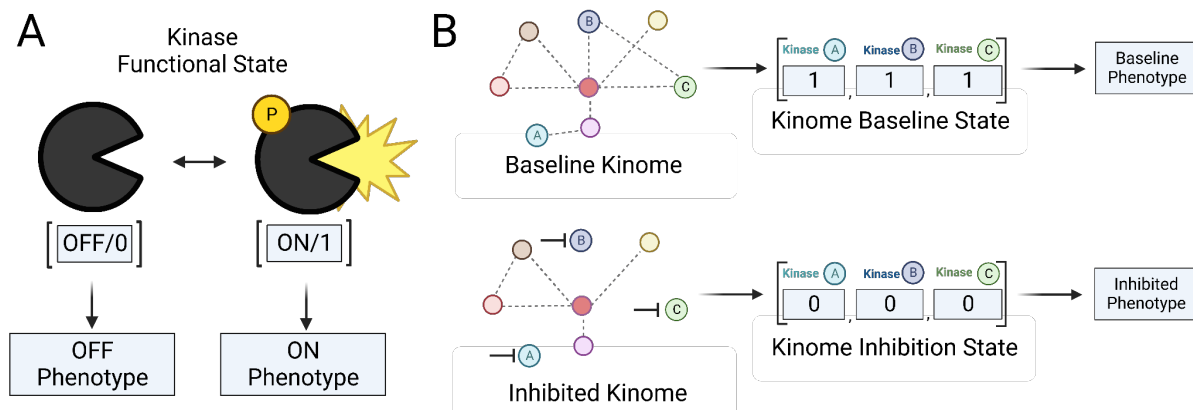 A
Kinase
Functional State
P
[ OFF/0 ]
[ ON/1 ]
OFF
Phenotype
ON
Phenotype
B
B
C
A
Baseline Kinome
Kinase A Kinase B Kinase C
[ 1 , 1 , 1 ]
Kinome Baseline State
Baseline
Phenotype
B
C
A
Inhibited Kinome
Kinase A Kinase B Kinase C
[ 0 , 0 , 0 ]
Kinome Inhibition State
Inhibited
Phenotype